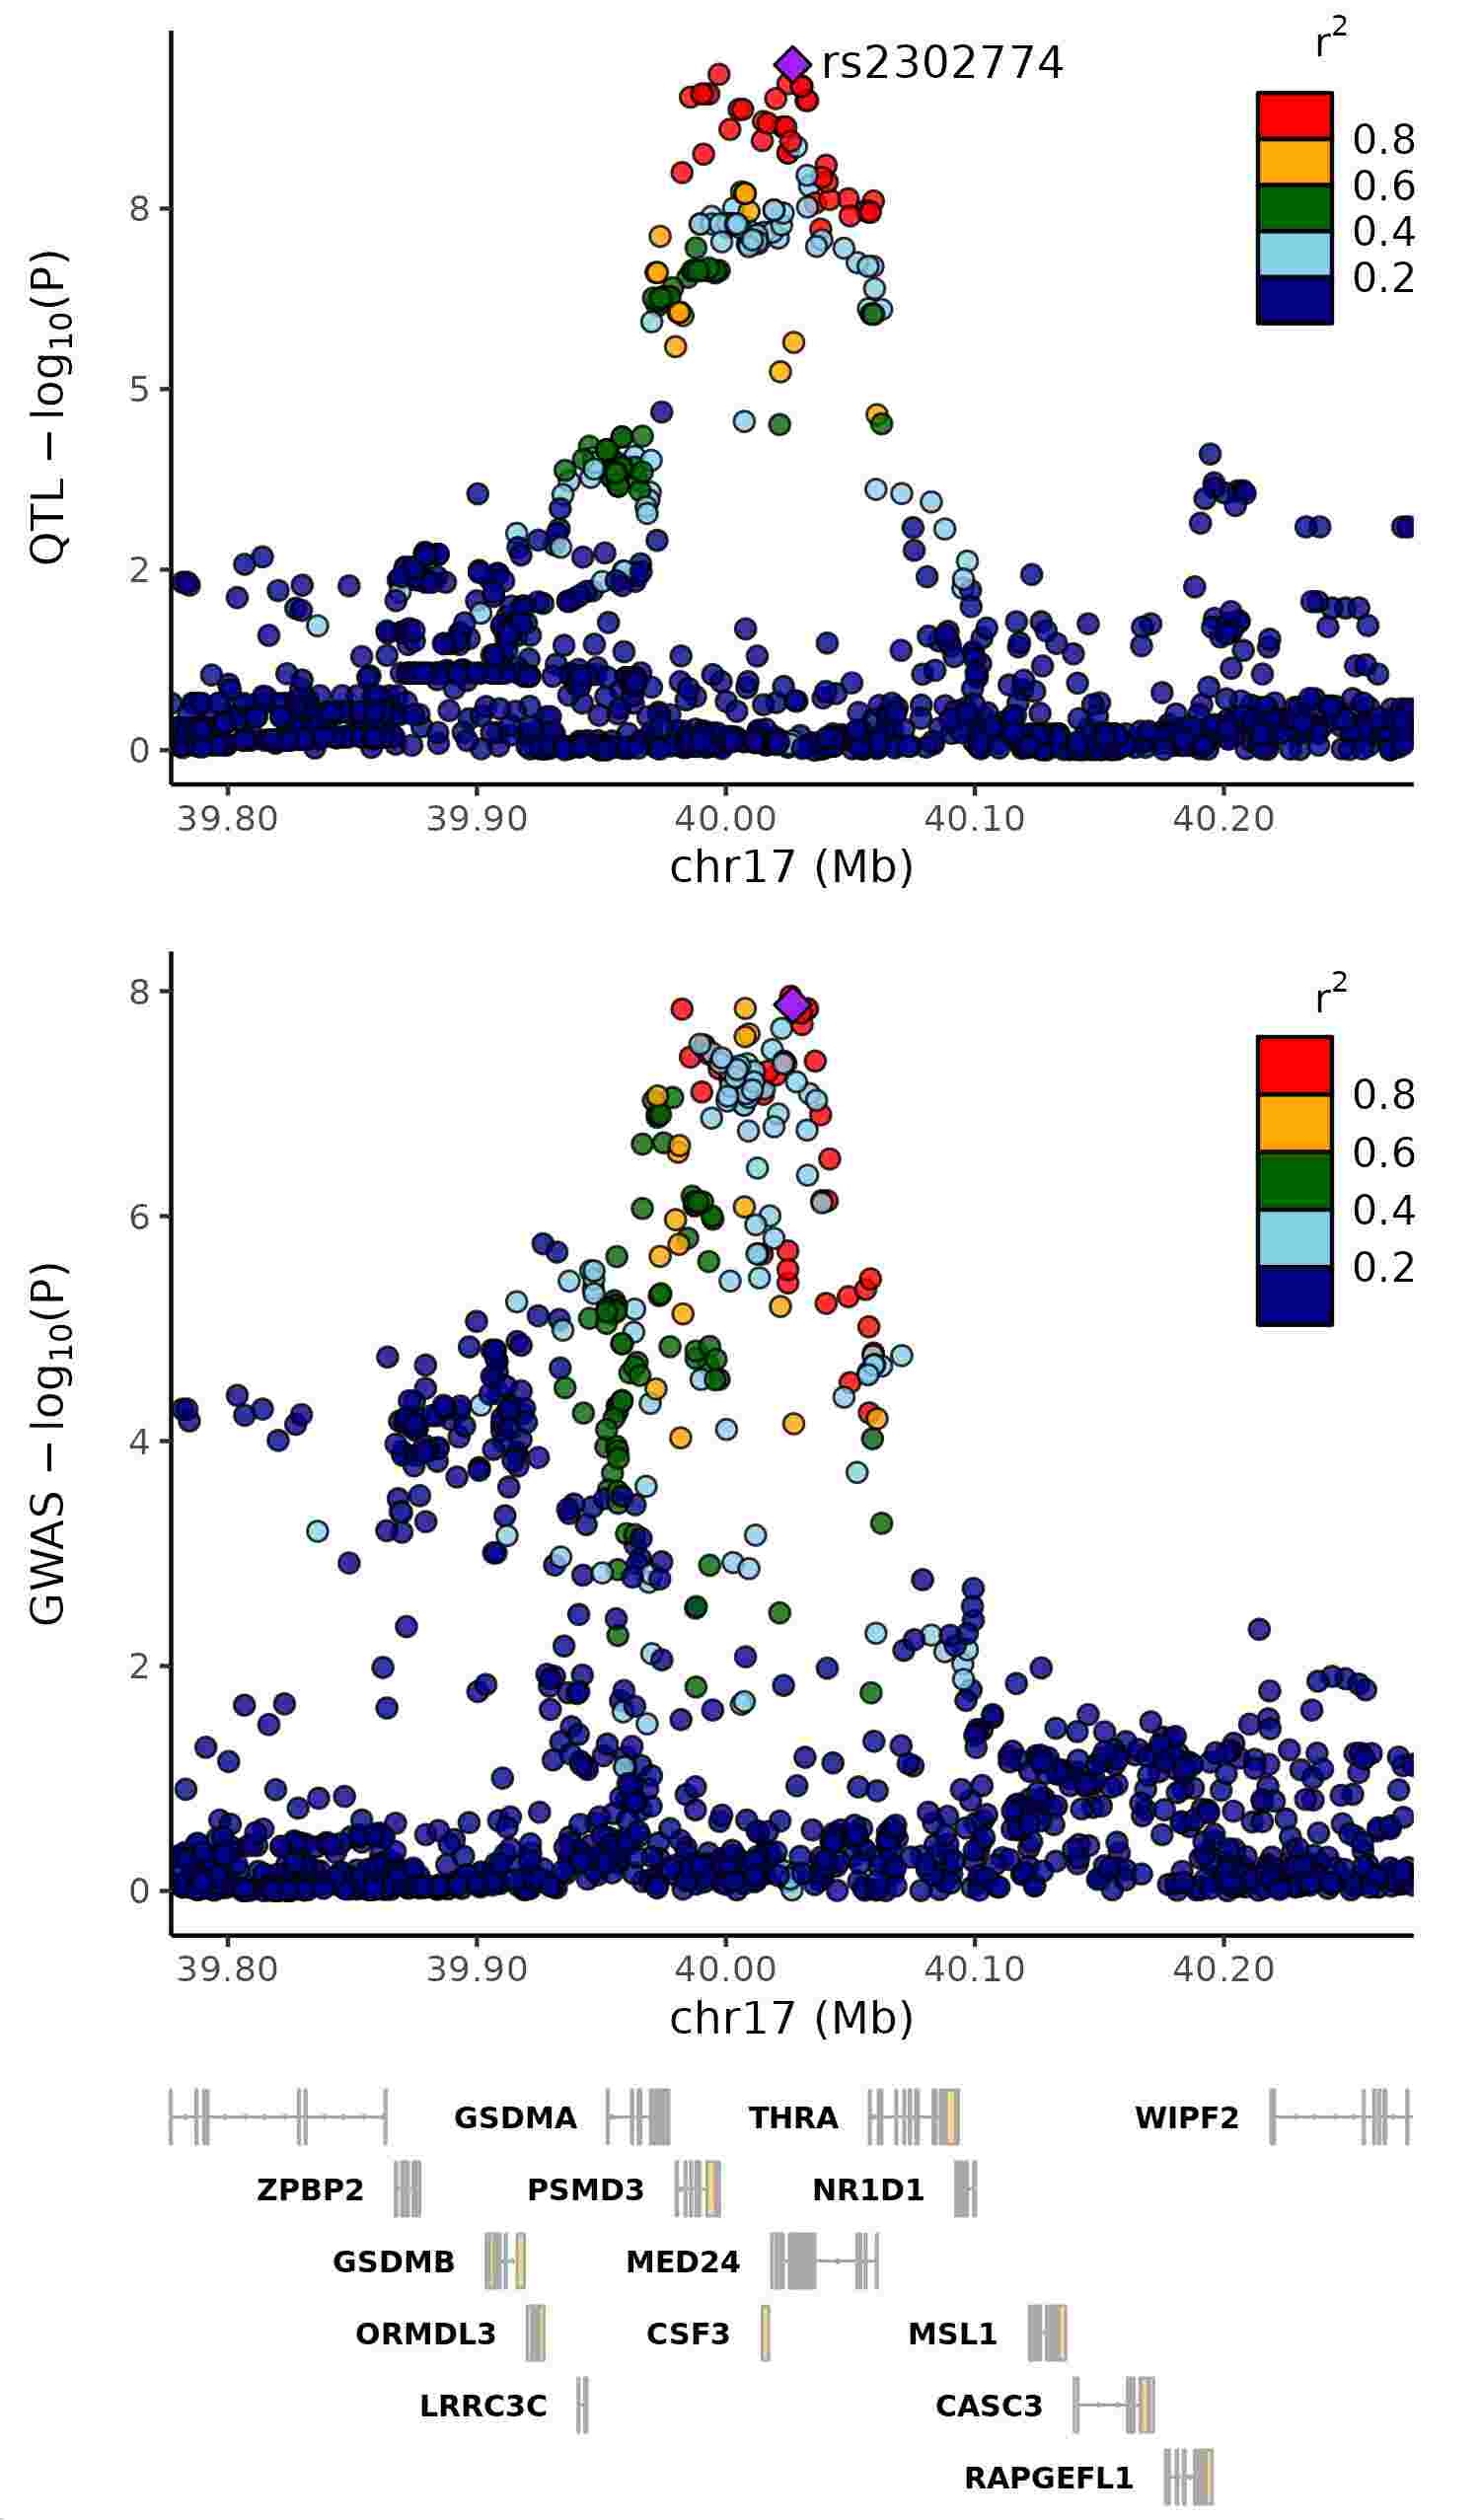 r²
rs2302774
0.8
0.6
0.4
0.2
QTL −log₁₀(P)
8
5
2
0
39.80 39.90 40.00 40.10 40.20
chr17 (Mb)
r²
0.8
0.6
0.4
0.2
GWAS −log₁₀(P)
8
6
4
2
0
39.80 39.90 40.00 40.10 40.20
chr17 (Mb)
GSDMA THRA WIPF2
ZPBP2 PSMD3 NR1D1
GSDMB MED24
ORMDL3 CSF3 MSL1
LRRC3C CASC3
RAPGEFL1